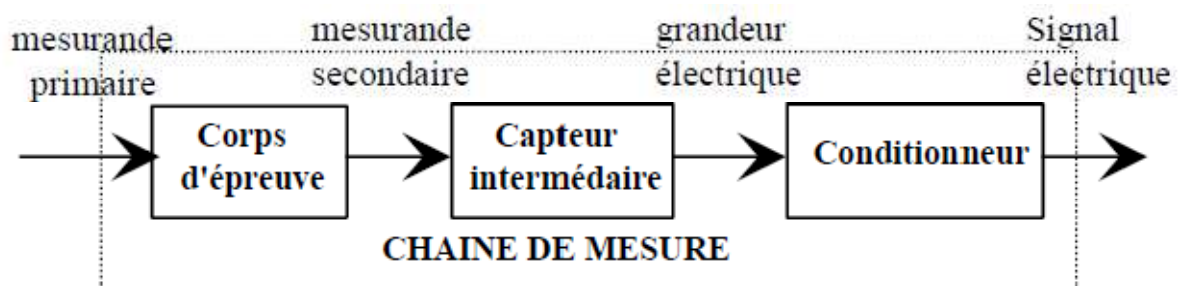 mesurande
primaire
mesurande
secondaire
grandeur
électrique
Signal
électrique
Corps
d'épreuve
Capteur
intermédaire
Conditionneur
CHAINE DE MESURE